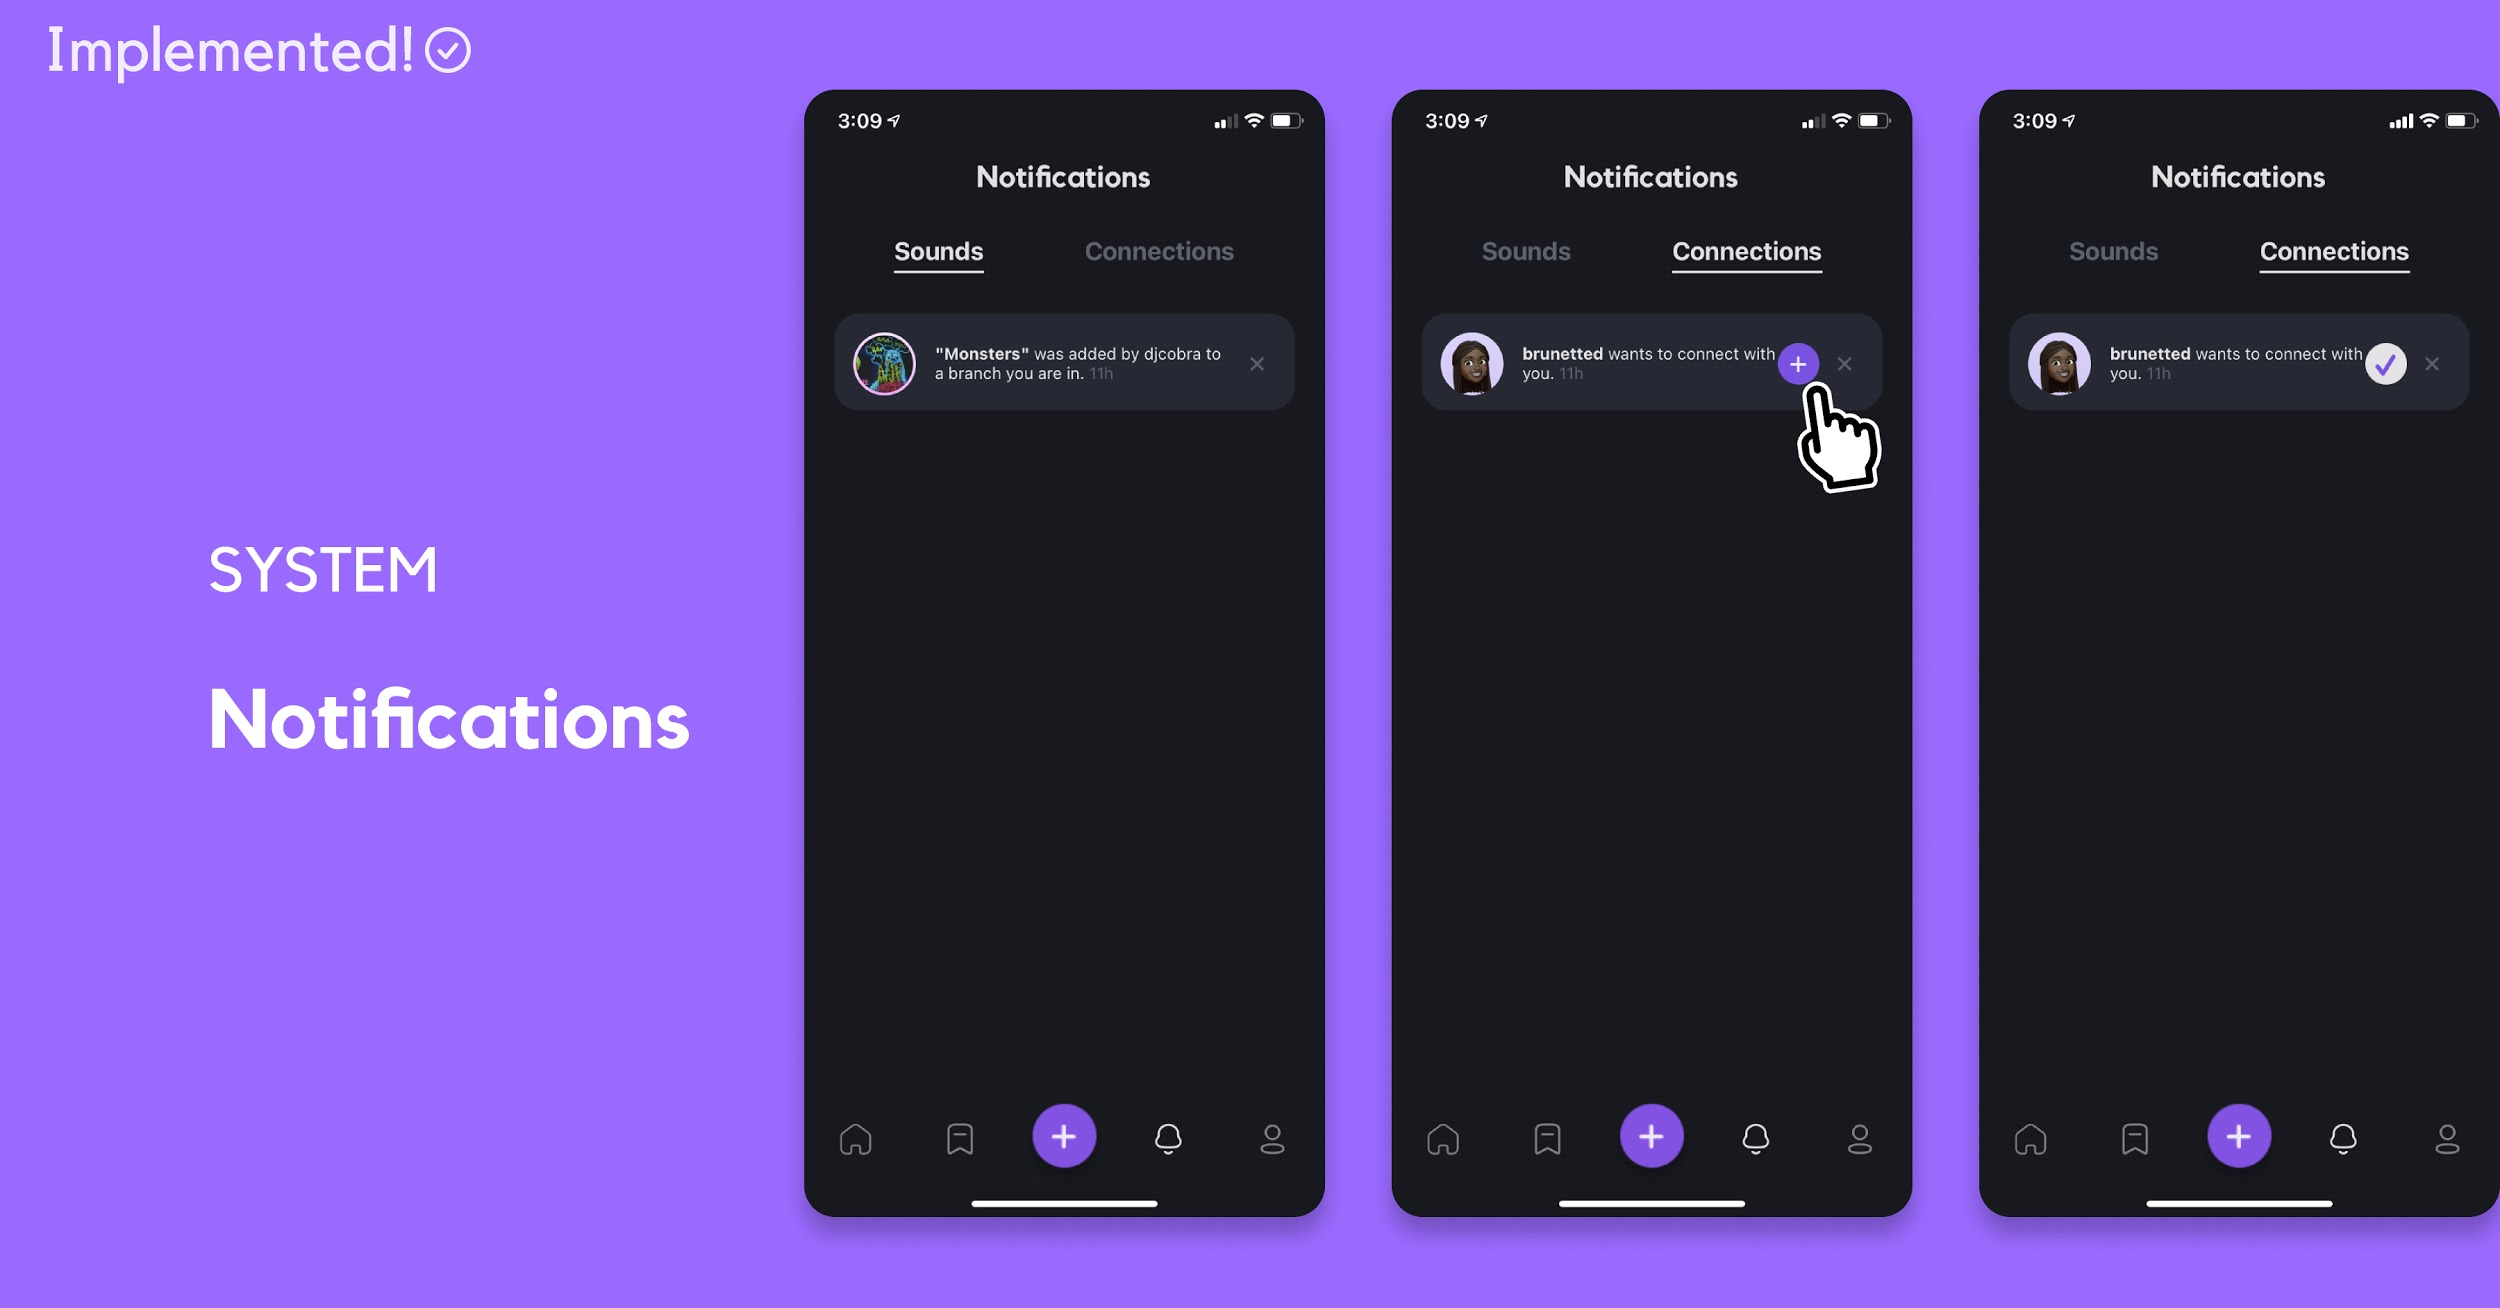 Implemented!
SYSTEM
Notifications
3:09
Notifications
Sounds
Connections
"Monsters" was added by djcobra to
a branch you are in. 11h
3:09
Notifications
Sounds
Connections
brunetted wants to connect with
you. 11h
3:09
Notifications
Sounds
Connections
brunetted wants to connect with
you. 11h